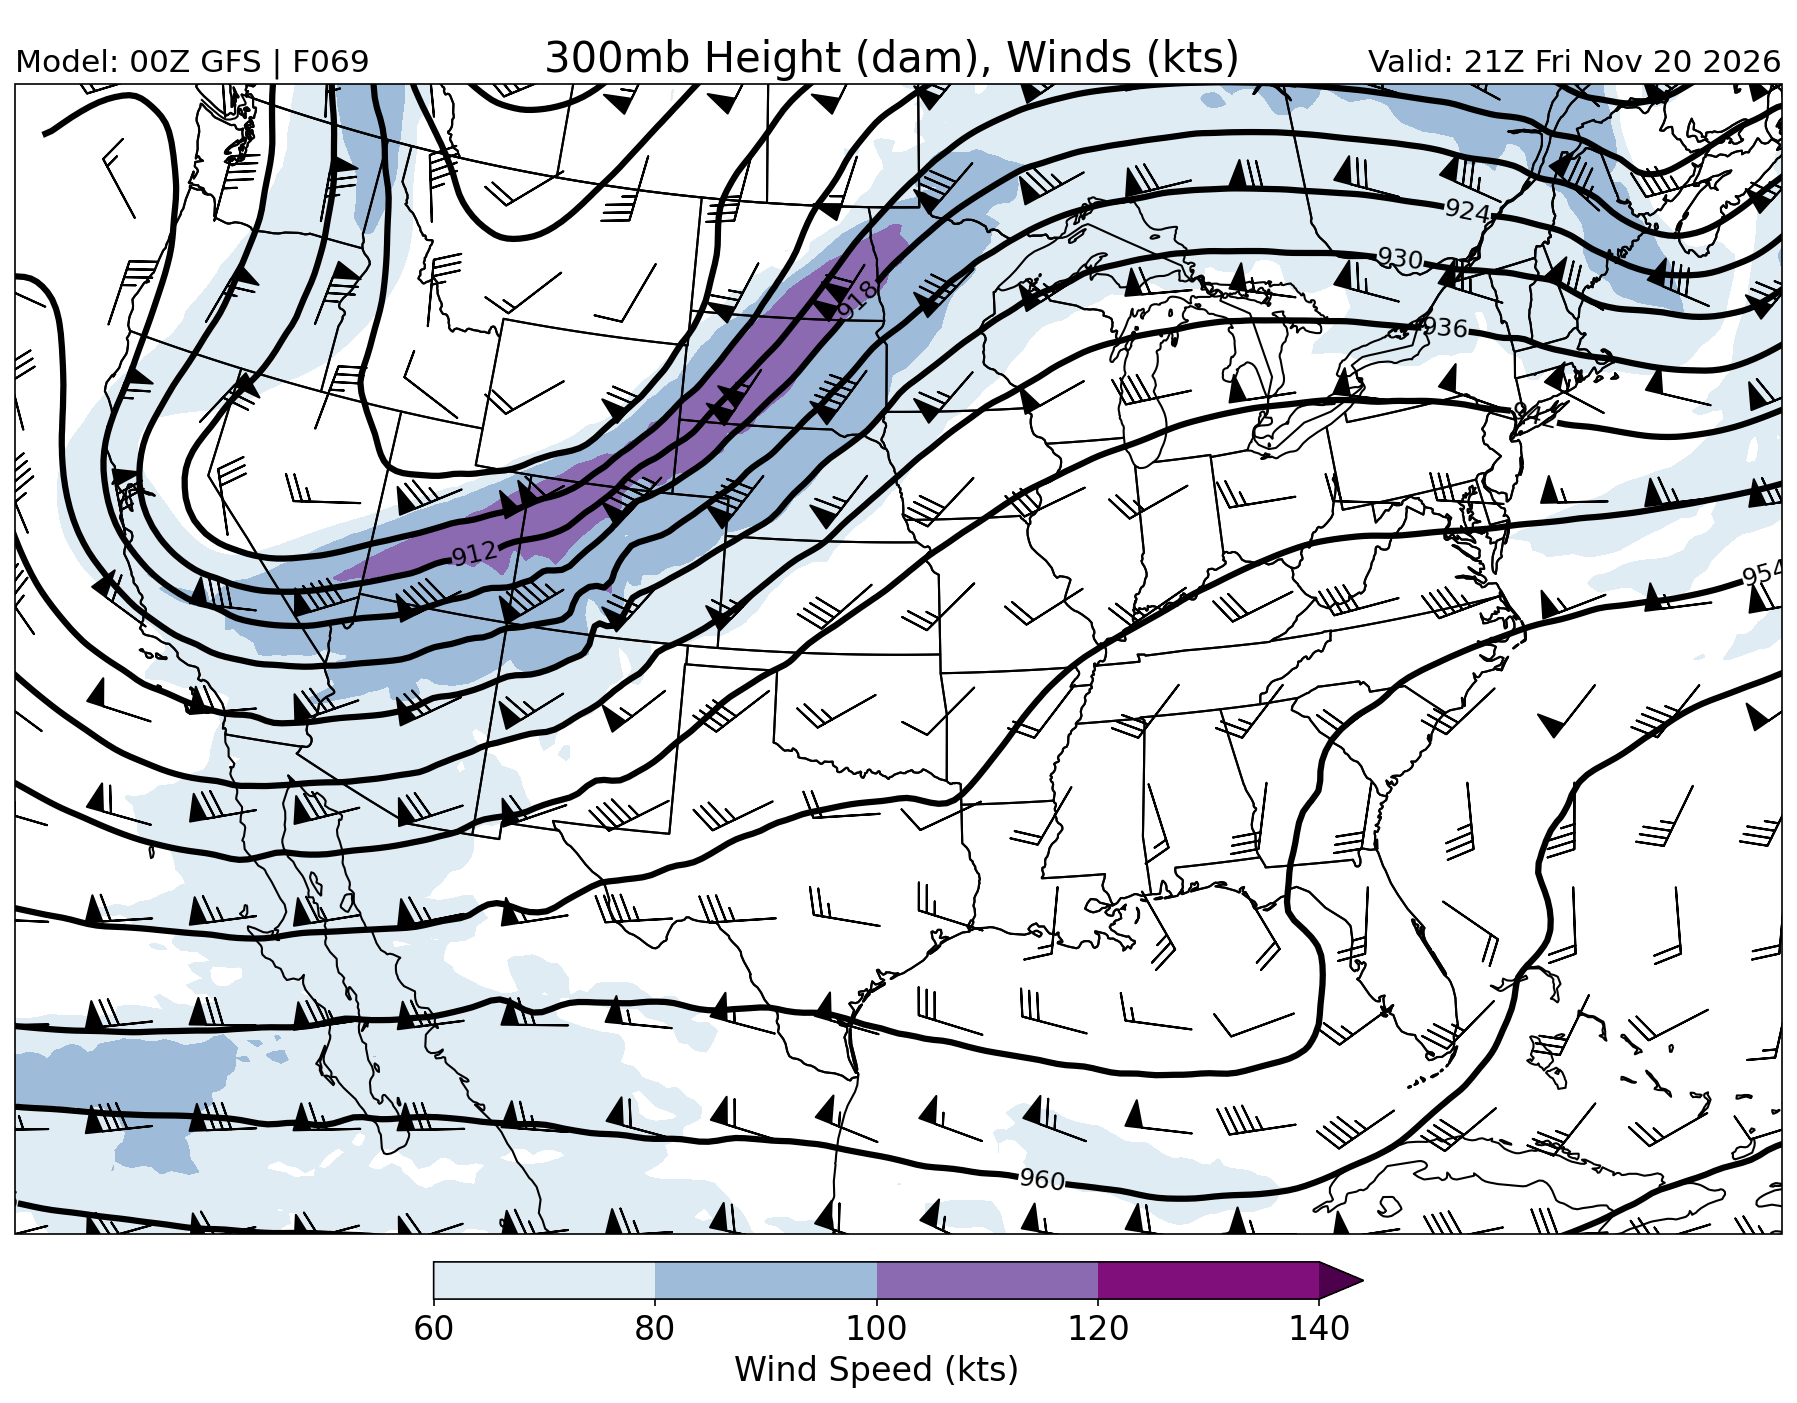 Model: 00Z GFS | F069
300mb Height (dam), Winds (kts)
Valid: 21Z Fri Nov 20 2026
924
930
918
936
942
912
954
960
60 80 100 120 140
Wind Speed (kts)